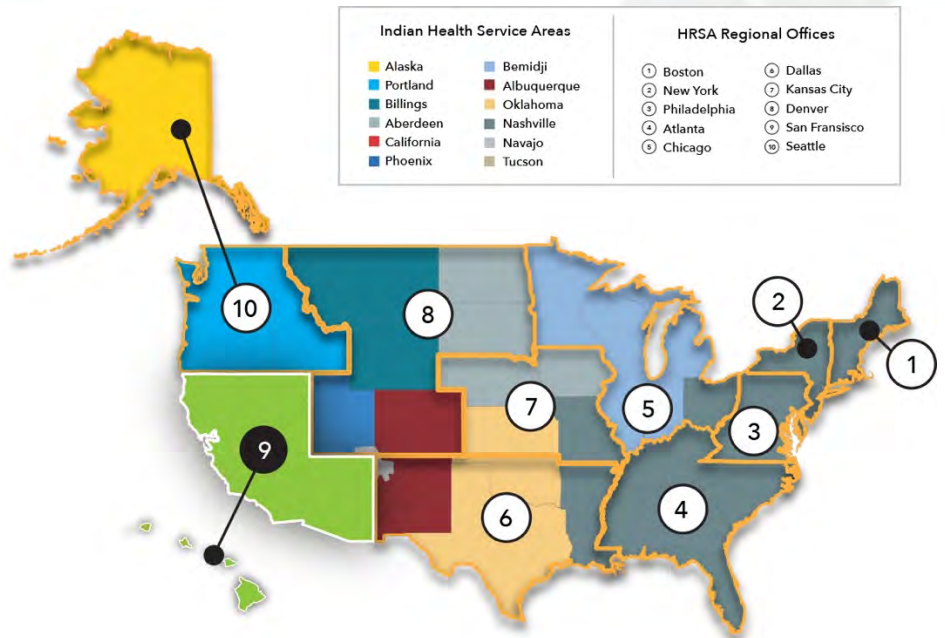 Indian Health Service Areas
Alaska
Portland
Billings
Aberdeen
California
Phoenix
Bemidji
Albuquerque
Oklahoma
Nashville
Navajo
Tucson
HRSA Regional Offices
1 Boston
2 New York
3 Philadelphia
4 Atlanta
5 Chicago
6 Dallas
7 Kansas City
8 Denver
9 San Fransisco
10 Seattle
10
8
2
1
7
5
3
9
6
4